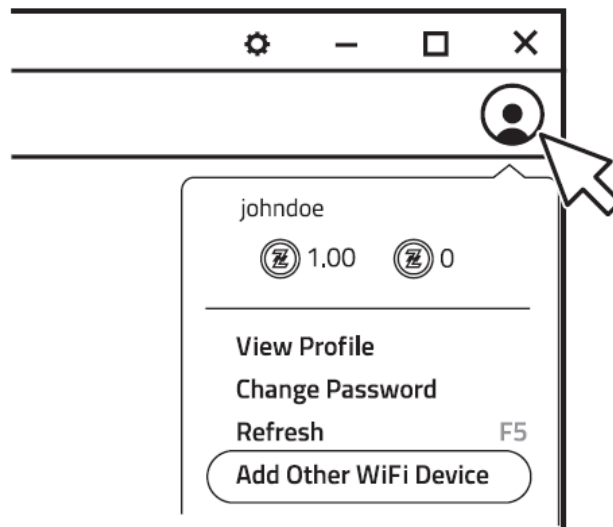 johndoe
1.00 0
View Profile
Change Password
Refresh F5
Add Other WiFi Device